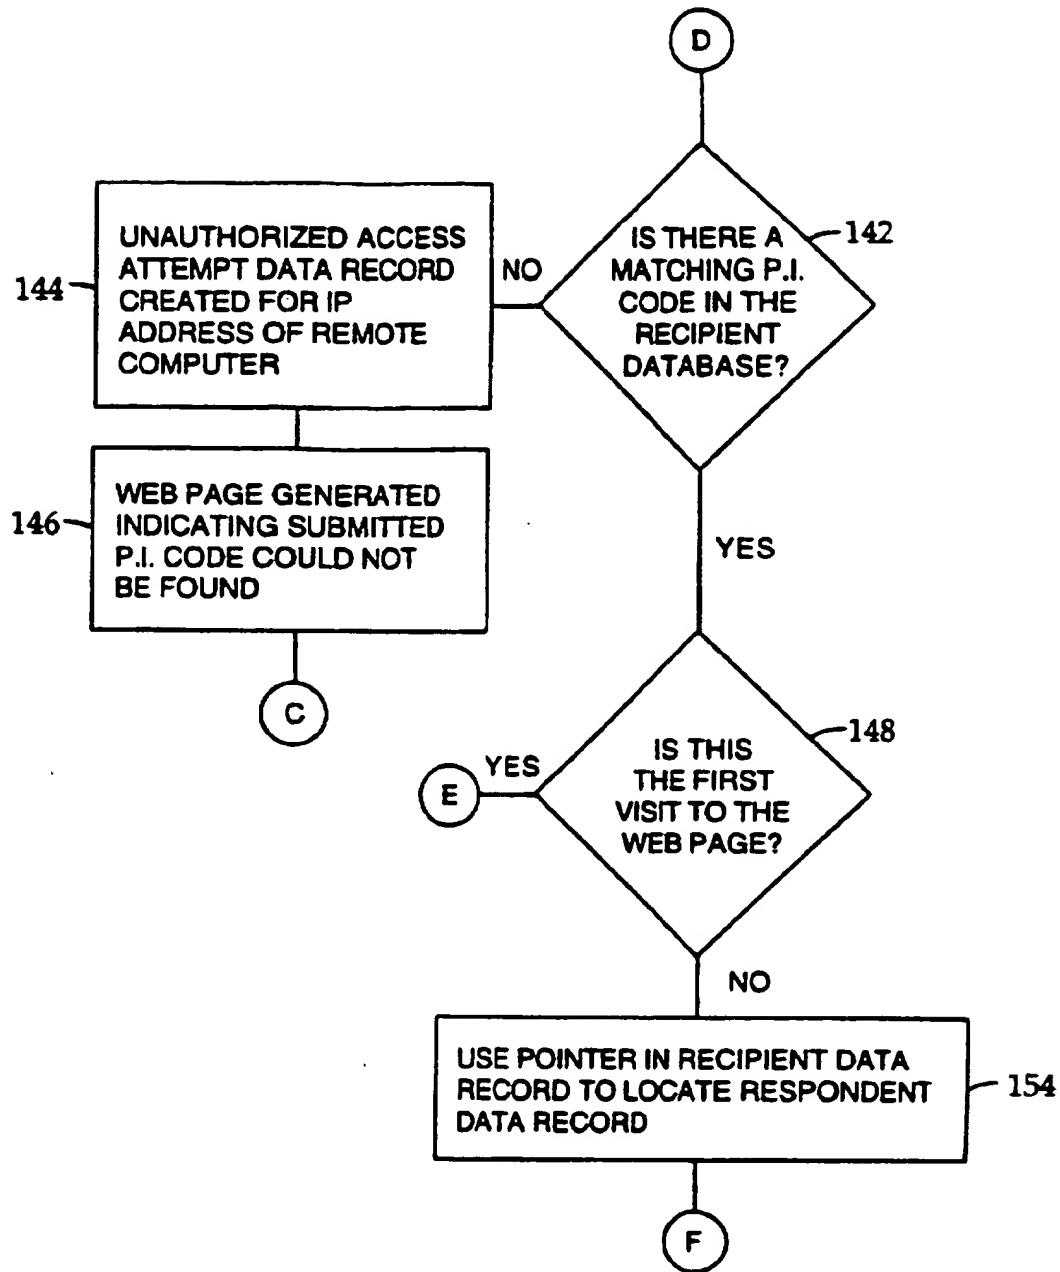 D
IS THERE A
MATCHING P.I.
CODE IN THE
RECIPIENT
DATABASE?
142
NO
UNAUTHORIZED ACCESS
ATTEMPT DATA RECORD
CREATED FOR IP
ADDRESS OF REMOTE
COMPUTER
144
WEB PAGE GENERATED
INDICATING SUBMITTED
P.I. CODE COULD NOT
BE FOUND
146
C
YES
IS THIS
THE FIRST
VISIT TO THE
WEB PAGE?
148
YES
E
NO
USE POINTER IN RECIPIENT DATA
RECORD TO LOCATE RESPONDENT
DATA RECORD
154
F